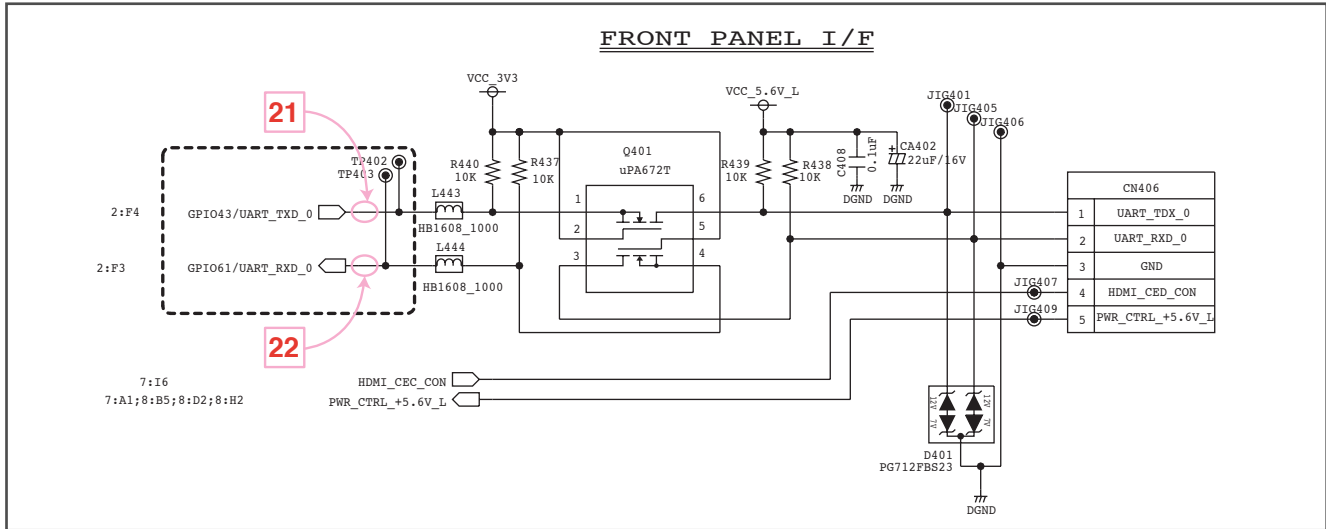 FRONT PANEL I/F
VCC_3V3
VCC_5.6V_L
JIG401
JIG405
JIG406
21
TP402
TP403
R440
10K
R437
10K
Q401
uPA672T
R439
10K
R438
10K
C408
0.1uF
+
CA402
22uF/16V
DGND
DGND
L443
HB1608_1000
L444
HB1608_1000
1
2
3
6
5
4
2:F4
GPIO43/UART_TXD_0
2:F3
GPIO61/UART_RXD_0
22
CN406
1 UART_TDX_0
2 UART_RXD_0
3 GND
4 HDMI_CED_CON
5 PWR_CTRL_+5.6V_L
JIG407
JIG409
7:I6
HDMI_CEC_CON
7:A1;8:B5;8:D2;8:H2
PWR_CTRL_+5.6V_L
12V
7V
12V
7V
D401
PG712FBS23
DGND